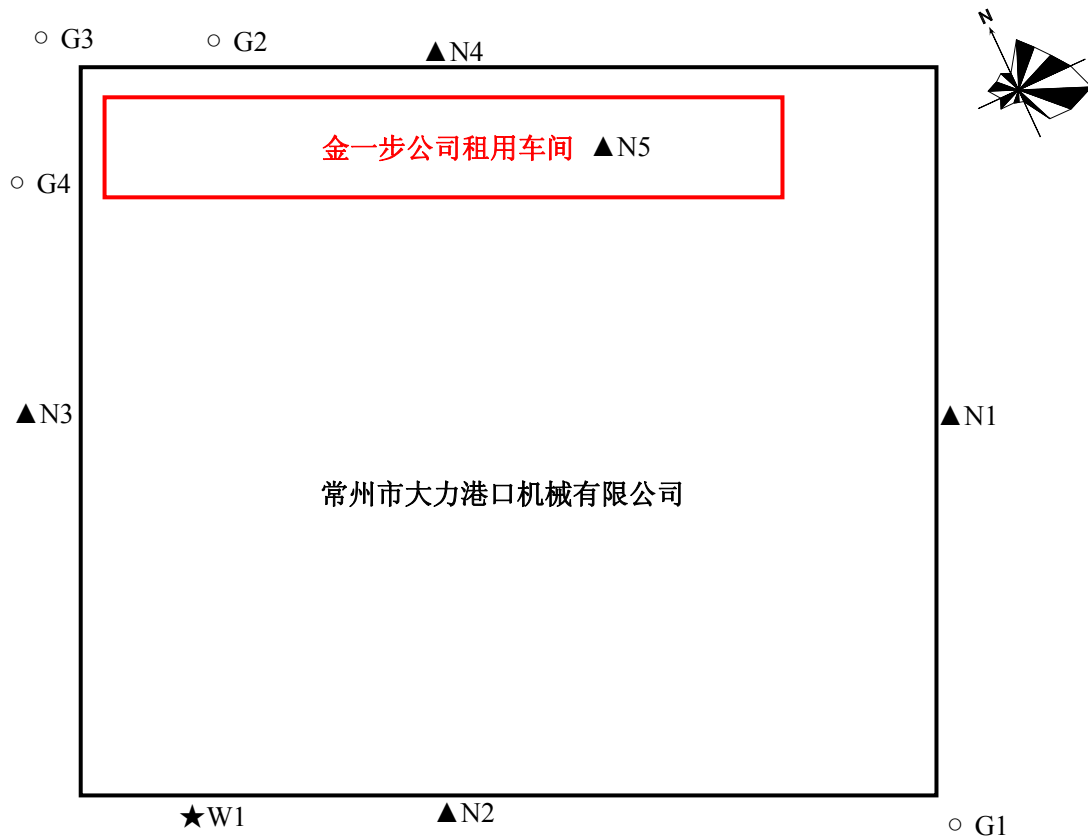 ○ G3
○ G2
▲N4
N
金一步公司租用车间 ▲N5
○ G4
▲N3
▲N1
常州市大力港口机械有限公司
★W1
▲N2
○ G1